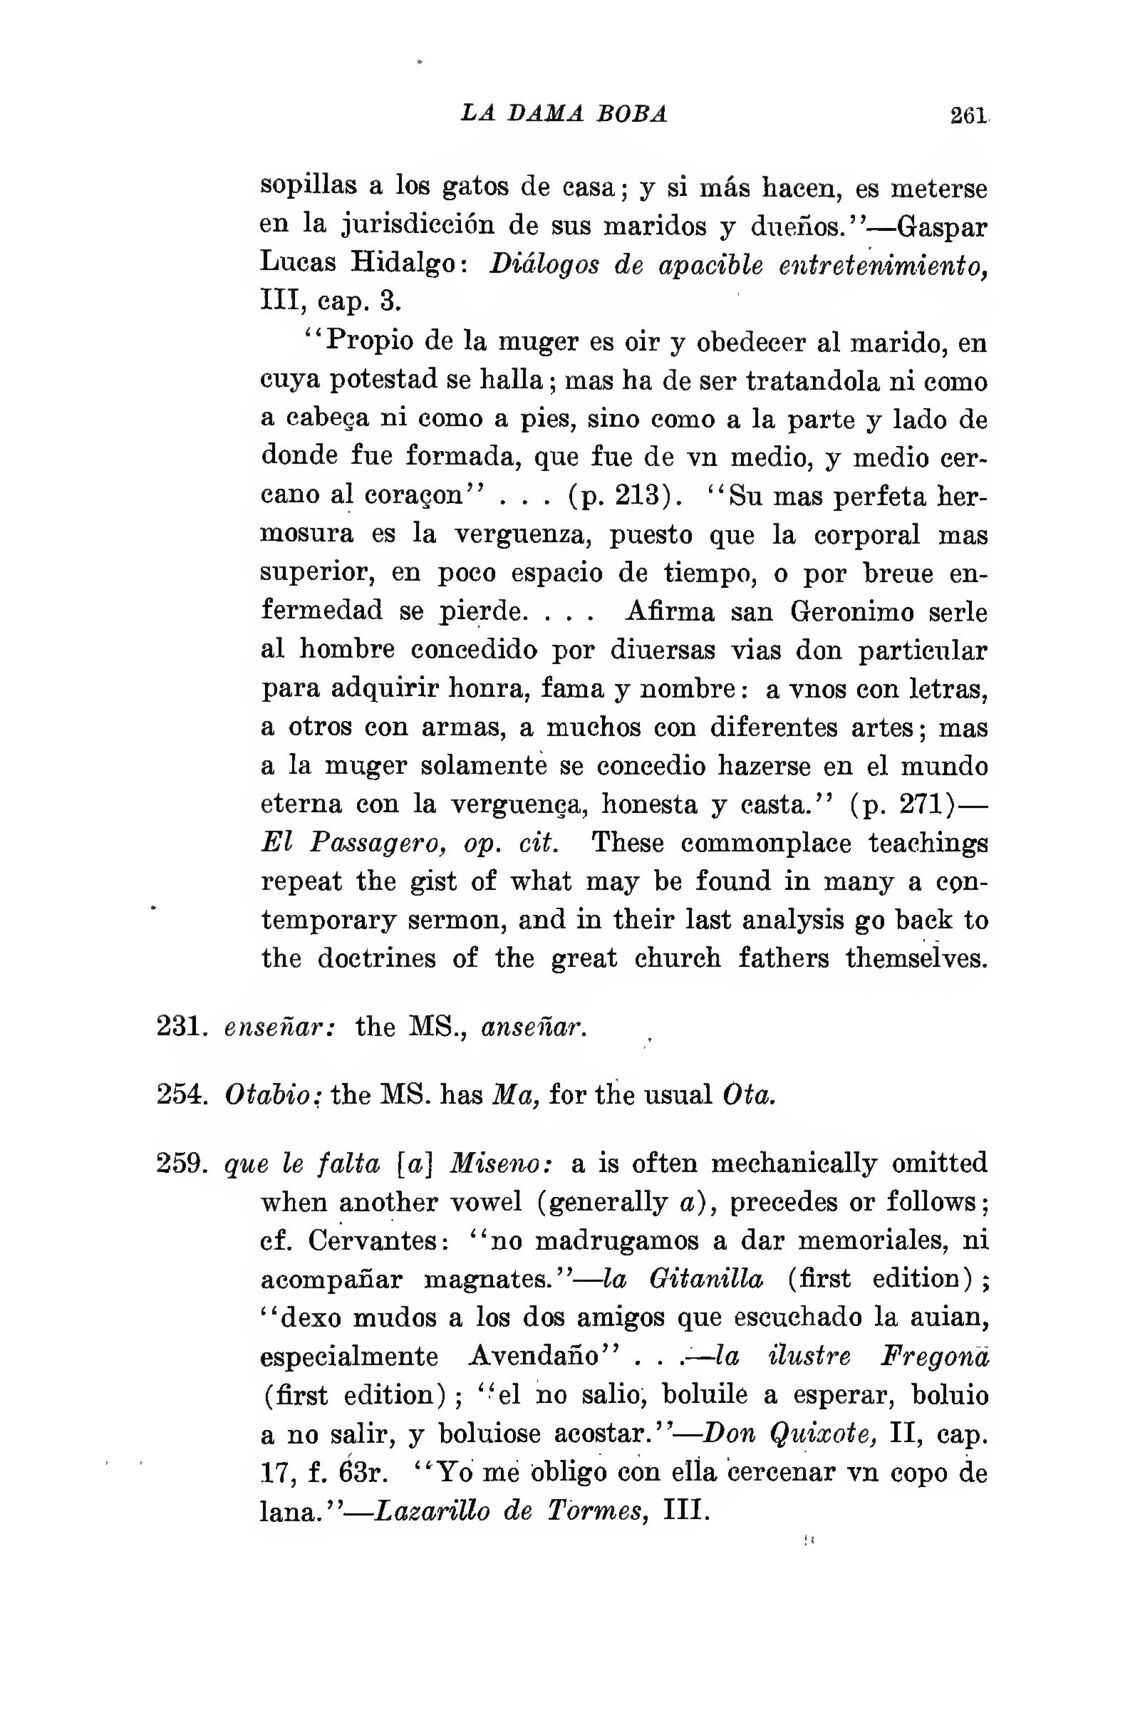 LA DAMA BOBA 261
sopillas a los gatos de casa; y si más hacen, es meterse
en la jurisdicción de sus maridos y dueños."—Gaspar
Lucas Hidalgo: Diálogos de apacible entretenimiento,
III, cap. 3.
"Propio de la muger es oir y obedecer al marido, en
cuya potestad se halla; mas ha de ser tratandola ni como
a cabeça ni como a pies, sino como a la parte y lado de
donde fue formada, que fue de vn medio, y medio cer-
cano al coraçon" . . . (p. 213). "Su mas perfeta her-
mosura es la verguenza, puesto que la corporal mas
superior, en poco espacio de tiempo, o por breue en-
fermedad se pierde. . . . Afirma san Geronimo serle
al hombre concedido por diuersas vias don particular
para adquirir honra, fama y nombre: a vnos con letras,
a otros con armas, a muchos con diferentes artes; mas
a la muger solamente se concedio hazerse en el mundo
eterna con la verguença, honesta y casta." (p. 271)—
El Passagero, op. cit. These commonplace teachings
repeat the gist of what may be found in many a con-
temporary sermon, and in their last analysis go back to
the doctrines of the great church fathers themselves.
231. enseñar: the MS., anseñar.
254. Otabio: the MS. has Ma, for the usual Ota.
259. que le falta [a] Miseno: a is often mechanically omitted
when another vowel (generally a), precedes or follows;
cf. Cervantes: "no madrugamos a dar memoriales, ni
acompañar magnates."—la Gitanilla (first edition);
"dexo mudos a los dos amigos que escuchado la auian,
especialmente Avendaño" . . .—la ilustre Fregona
(first edition); "el no salio, boluile a esperar, boluio
a no salir, y boluiose acostar."—Don Quixote, II, cap.
17, f. 63r. "Yo me obligo con ella cercenar vn copo de
lana."—Lazarillo de Tormes, III.